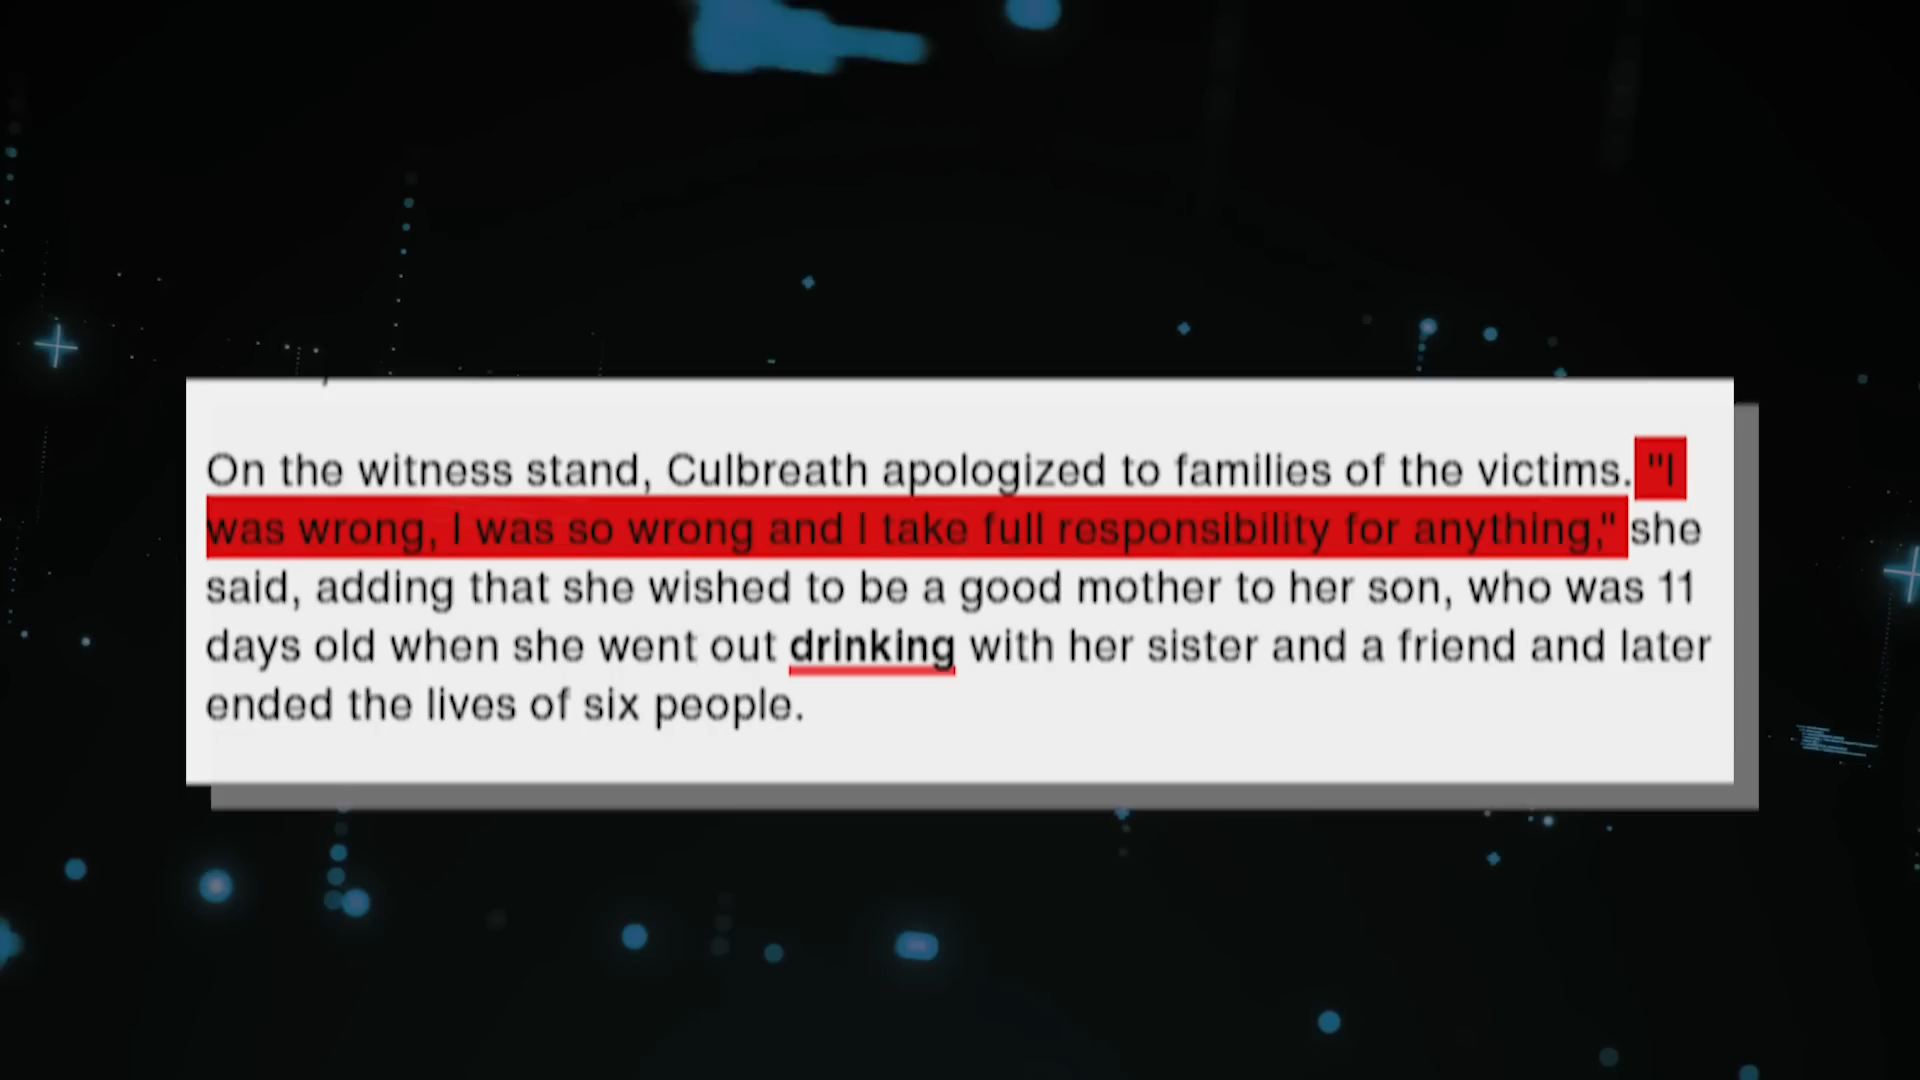 On the witness stand, Culbreath apologized to families of the victims. "I
was wrong, I was so wrong and I take full responsibility for anything," she
said, adding that she wished to be a good mother to her son, who was 11
days old when she went out drinking with her sister and a friend and later
ended the lives of six people.